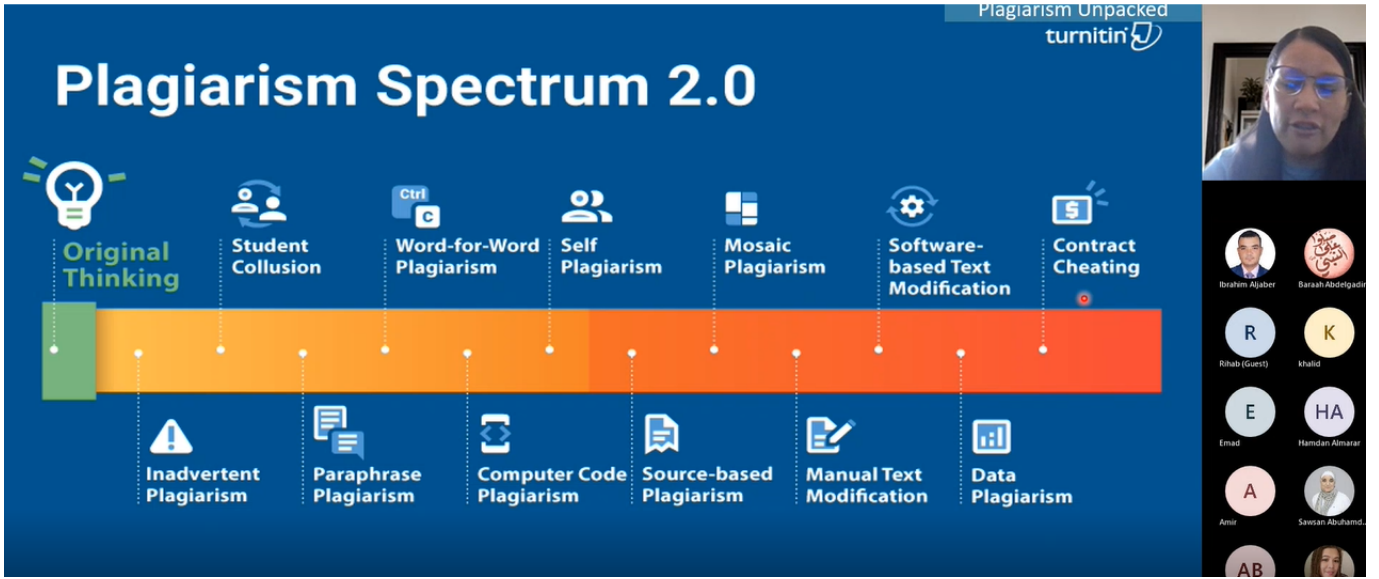 Plagiarism Unpacked
turnitin
Plagiarism Spectrum 2.0
Original
Thinking
Student
Collusion
Ctrl
C
Word-for-Word
Plagiarism
Self
Plagiarism
Mosaic
Plagiarism
Software-
based Text
Modification
$
Contract
Cheating
Inadvertent
Plagiarism
Paraphrase
Plagiarism
Computer Code
Plagiarism
Source-based
Plagiarism
Manual Text
Modification
Data
Plagiarism
Ibrahim Aljaber
Baraah Abdelgadir
R
Rihab (Guest)
K
khalid
E
Emad
HA
Hamdan Almarar
A
Amir
Sawsan Abuhamd...
AB